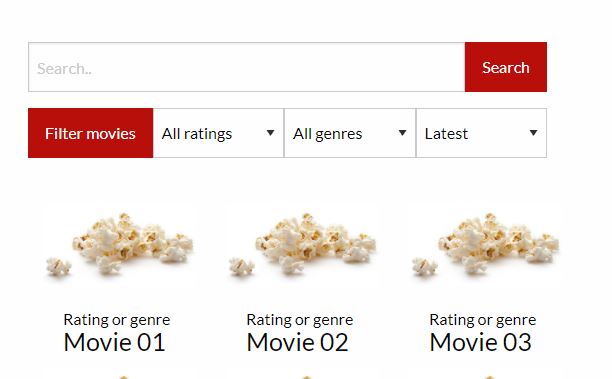 Search.. Search
Filter movies All ratings All genres Latest
Rating or genre Rating or genre Rating or genre
Movie 01 Movie 02 Movie 03